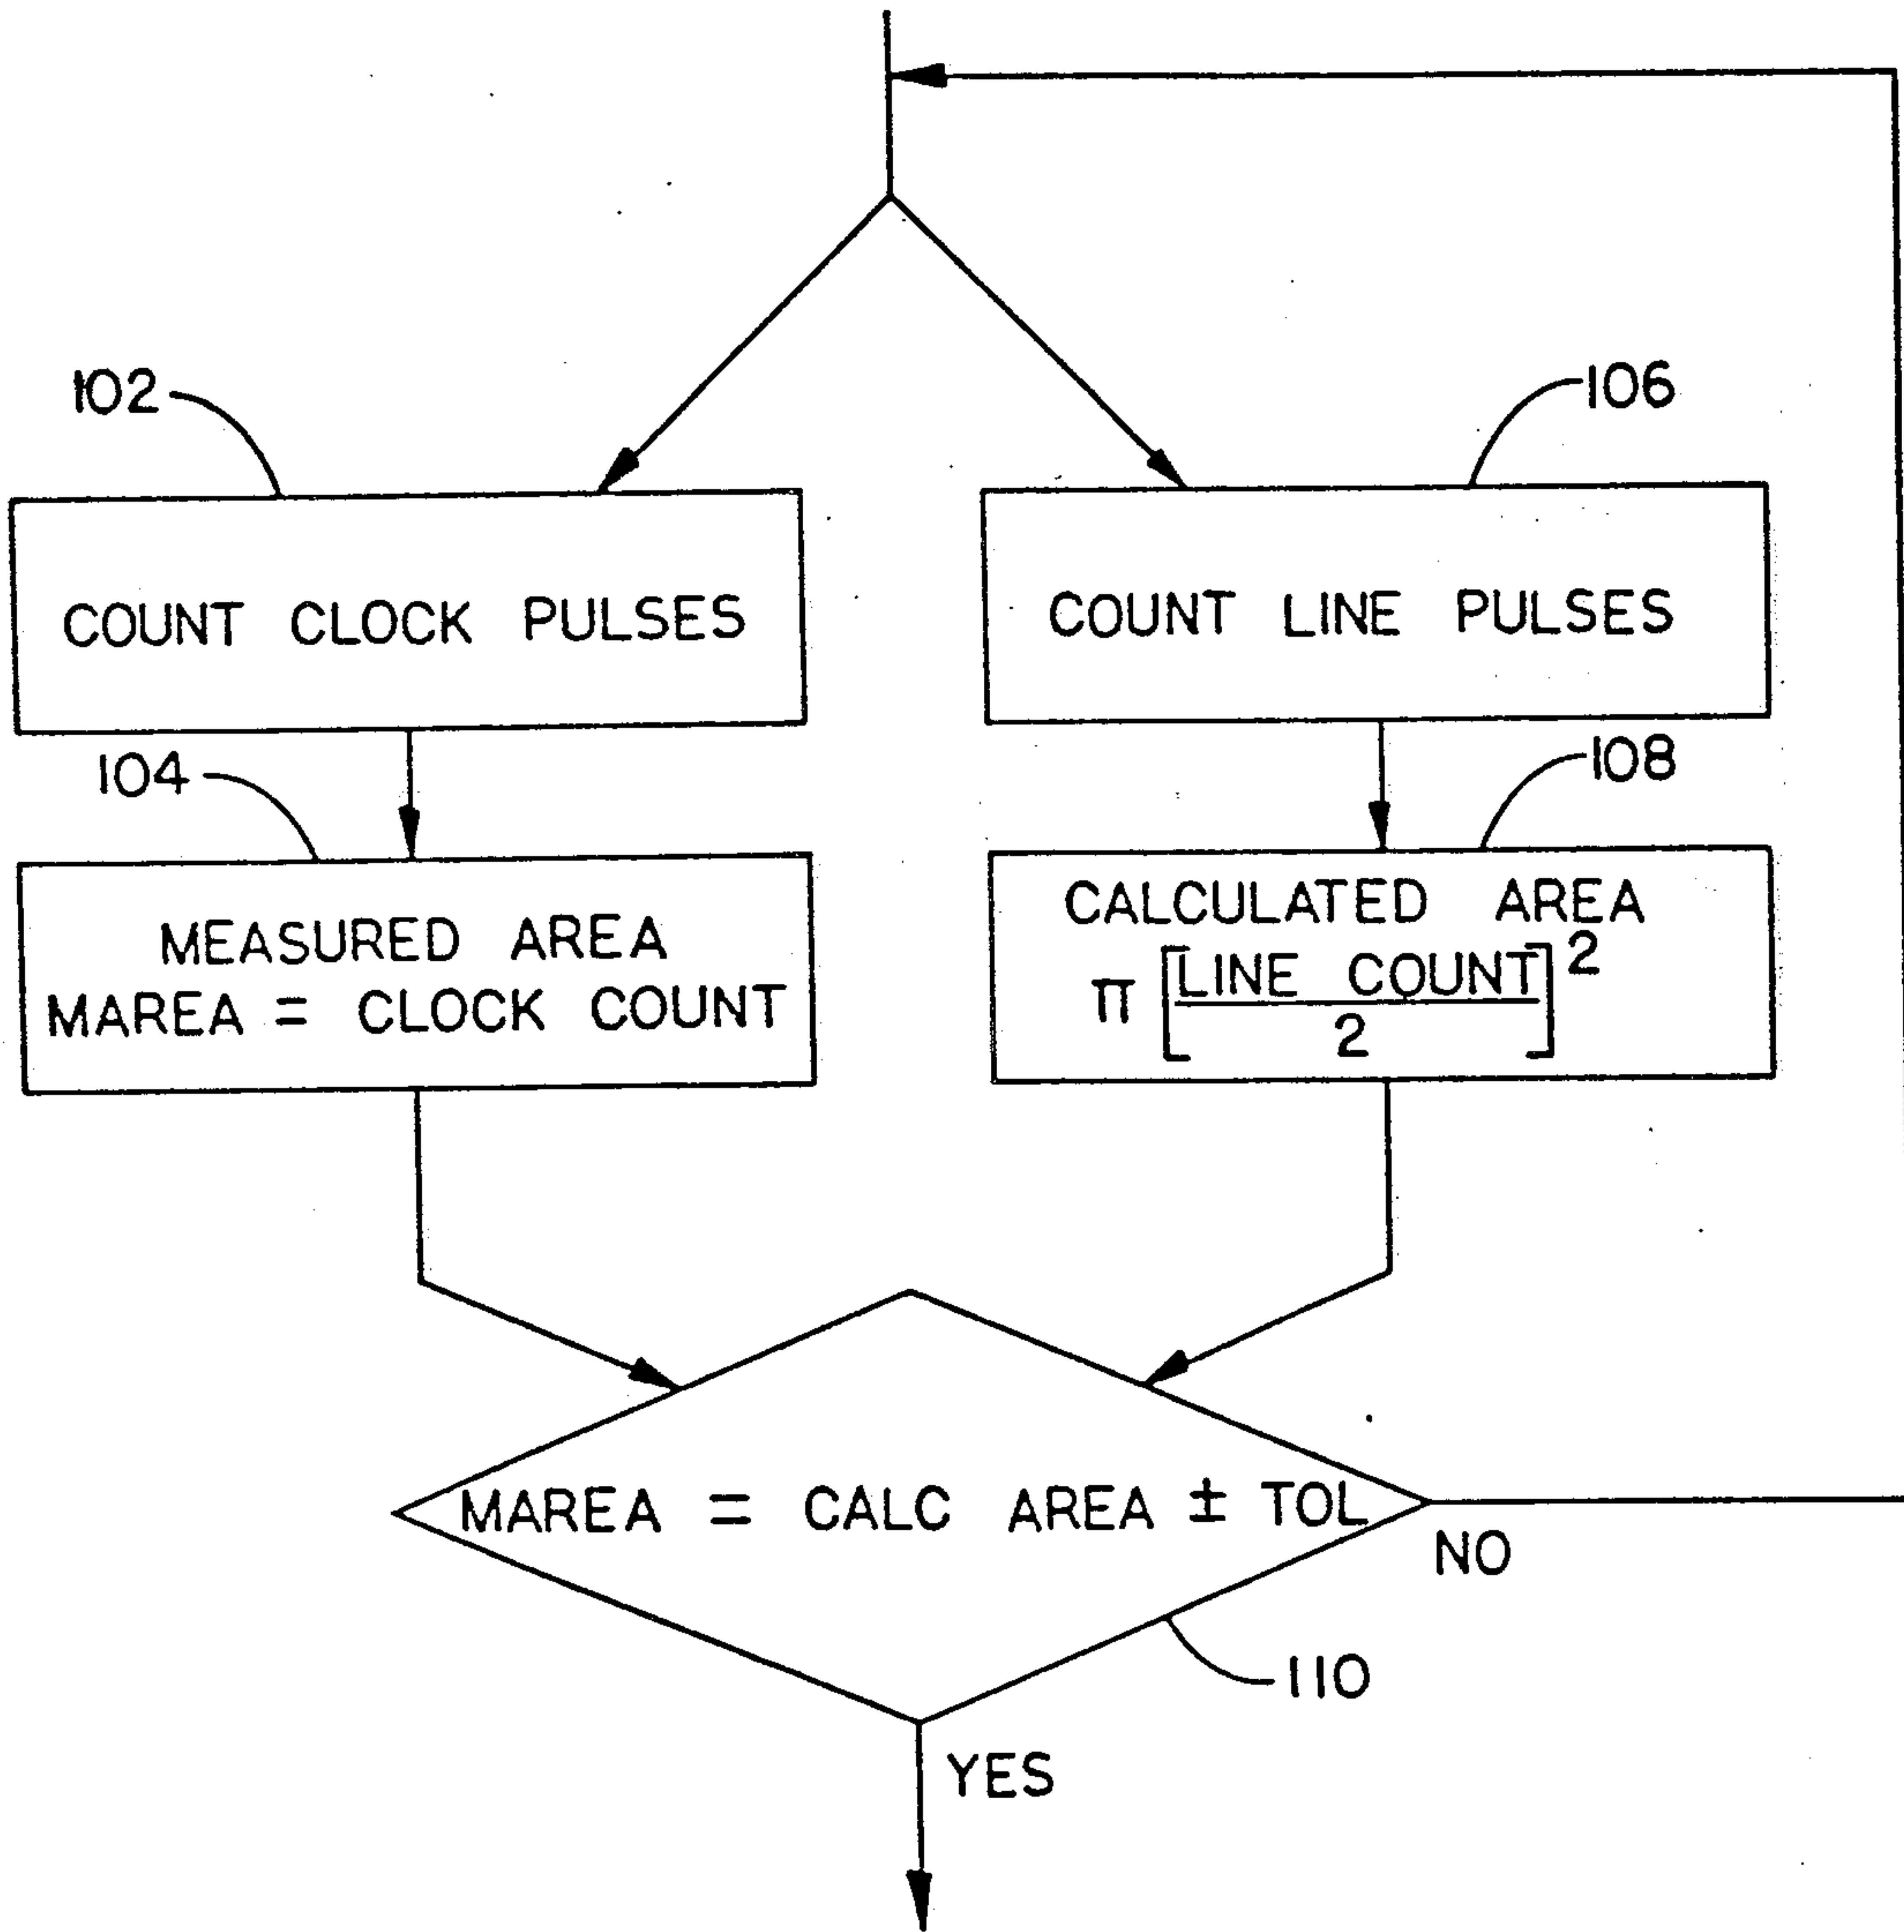 102
106
COUNT CLOCK PULSES
COUNT LINE PULSES
104
108
MEASURED AREA
MAREA = CLOCK COUNT
CALCULATED AREA
π [LINE COUNT / 2]²
MAREA = CALC AREA ± TOL
NO
110
YES